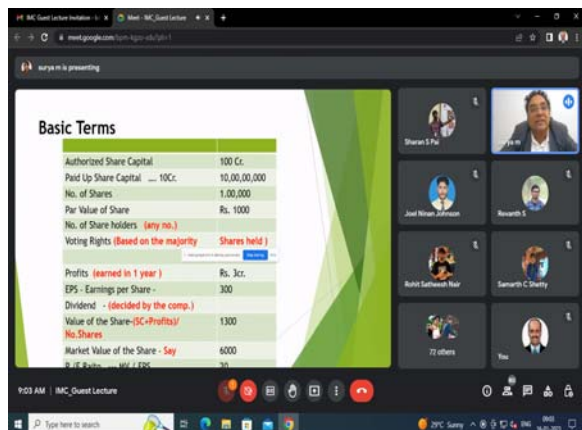 IMC Guest Lecture Invitation -
Meet - IMC_Guest Lecture
meet.google.com/
surya m is presenting
Basic Terms
Authorized Share Capital 100 Cr.
Paid Up Share Capital .... 10Cr. 10,00,00,000
No. of Shares 1.00,000
Par Value of Share Rs. 1000
No. of Share holders (any no.)
Voting Rights (Based on the majority Shares held )
Profits (earned in 1 year ) Rs. 3cr.
EPS - Earnings per Share - 300
Dividend - (decided by the comp.)
Value of the Share-(SC+Profits)/ 1300
No.Shares
Market Value of the Share - Say 6000
P /E Raito MV / EPS 20
Sharan S Pai
surya m
Joel Ninan Johnson
Revanth S
Rohit Satheesh Nair
Samarth C Shetty
72 others
You
9:03 AM | IMC_Guest Lecture
Type here to search
29°C Sunny
ENG